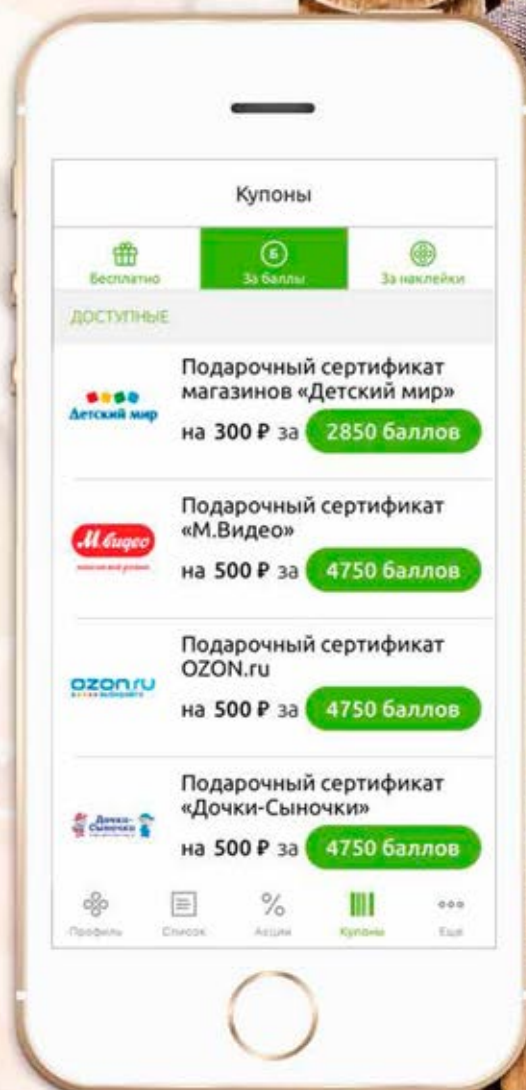 Купоны
Бесплатно
Б
За баллы
За наклейки
ДОСТУПНЫЕ
Детский мир
Подарочный сертификат
магазинов «Детский мир»
на 300 ₽ за 2850 баллов
М.видео
Подарочный сертификат
«М.Видео»
на 500 ₽ за 4750 баллов
ozon.ru
Подарочный сертификат
OZON.ru
на 500 ₽ за 4750 баллов
Дочки-
Сыночки
Подарочный сертификат
«Дочки-Сыночки»
на 500 ₽ за 4750 баллов
Профиль
Список
Акции
Купоны
Ещё